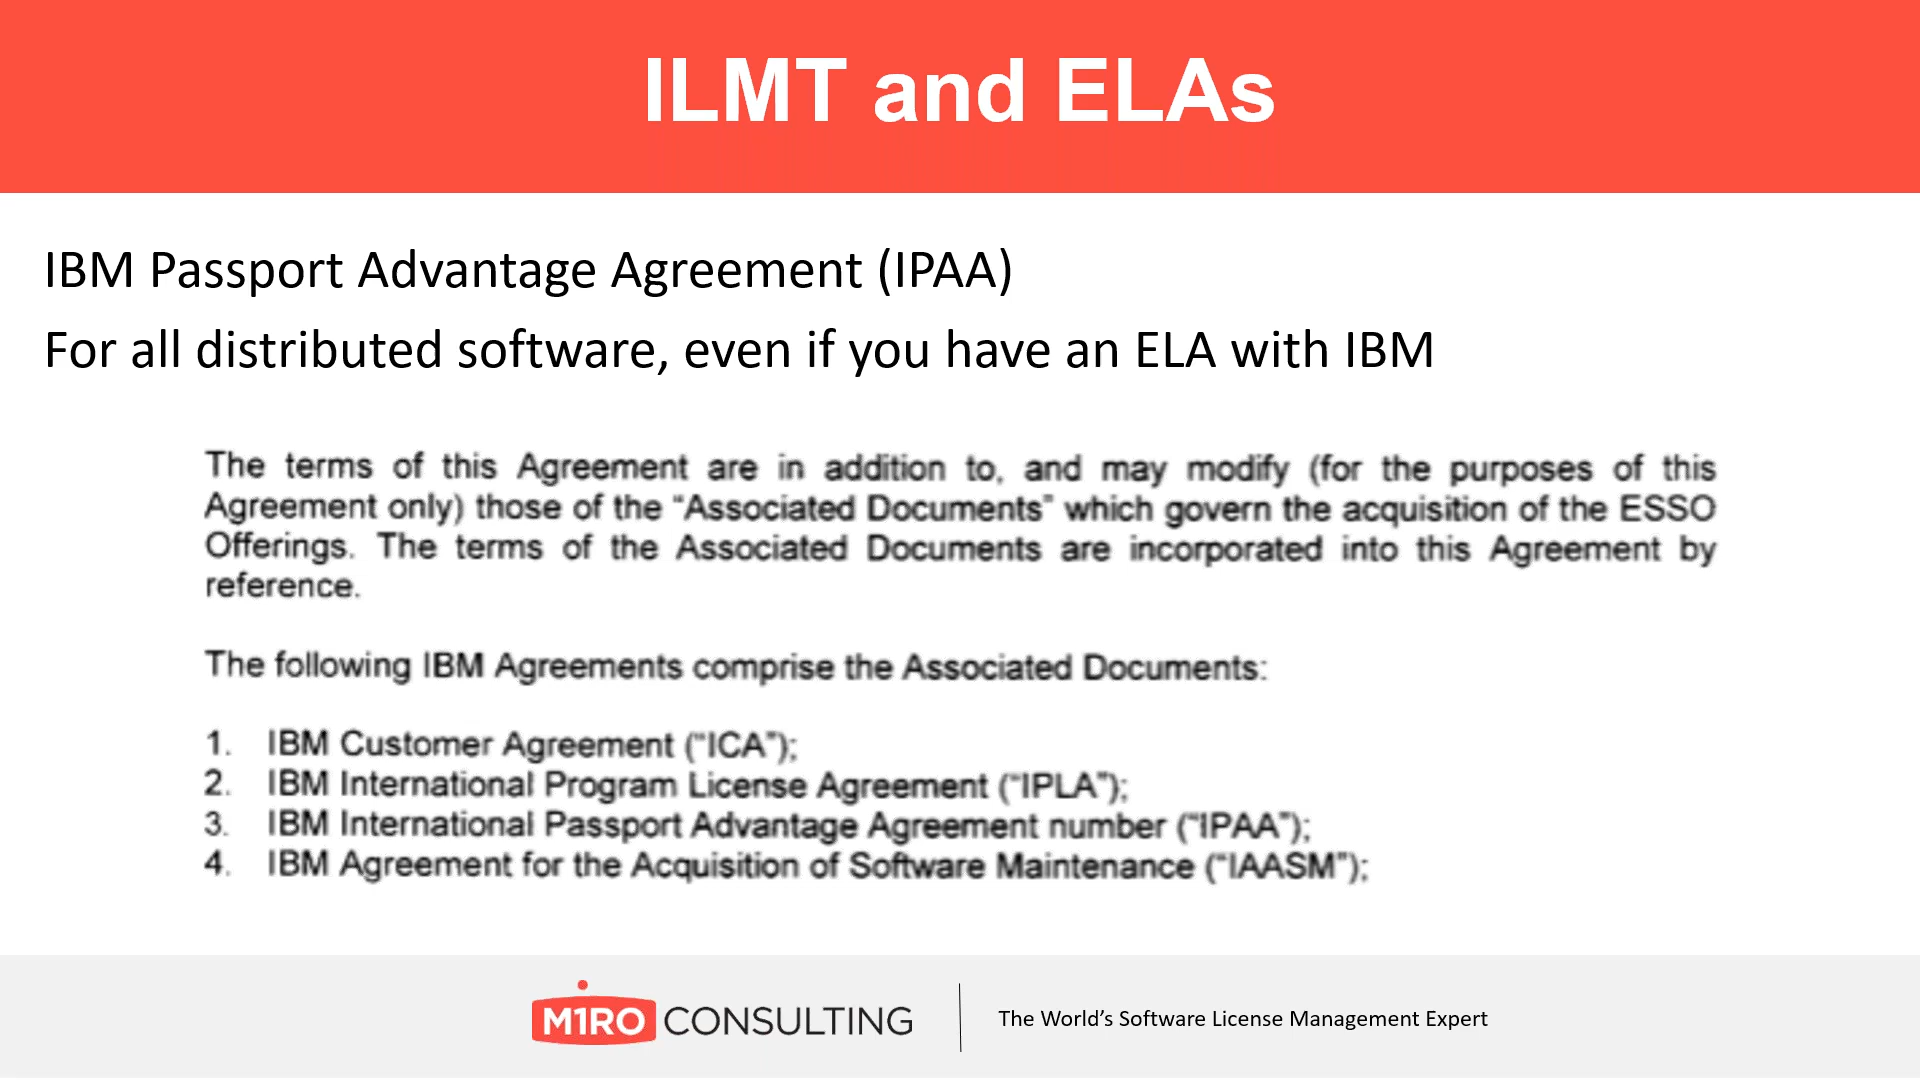 ILMT and ELAs
IBM Passport Advantage Agreement (IPAA)
For all distributed software, even if you have an ELA with IBM
The terms of this Agreement are in addition to, and may modify (for the purposes of this
Agreement only) those of the “Associated Documents” which govern the acquisition of the ESSO
Offerings. The terms of the Associated Documents are incorporated into this Agreement by
reference.
The following IBM Agreements comprise the Associated Documents:
1. IBM Customer Agreement (“ICA”);
2. IBM International Program License Agreement (“IPLA”);
3. IBM International Passport Advantage Agreement number (“IPAA”);
4. IBM Agreement for the Acquisition of Software Maintenance (“IAASM”);
M1RO CONSULTING
The World’s Software License Management Expert